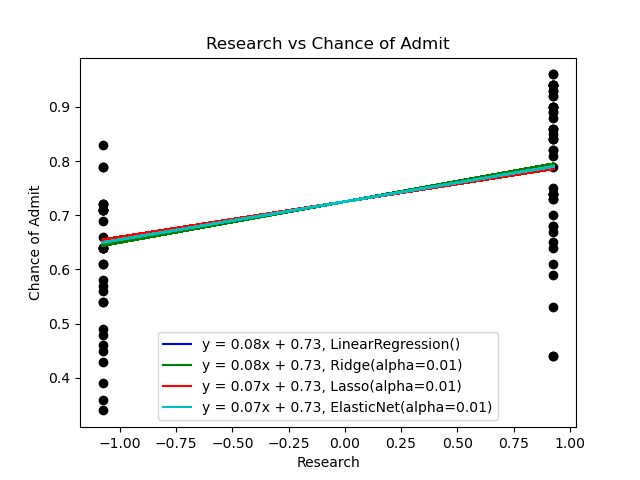 Research vs Chance of Admit
Chance of Admit
0.9
0.8
0.7
0.6
0.5
0.4
y = 0.08x + 0.73, LinearRegression()
y = 0.08x + 0.73, Ridge(alpha=0.01)
y = 0.07x + 0.73, Lasso(alpha=0.01)
y = 0.07x + 0.73, ElasticNet(alpha=0.01)
−1.00 −0.75 −0.50 −0.25 0.00 0.25 0.50 0.75 1.00
Research